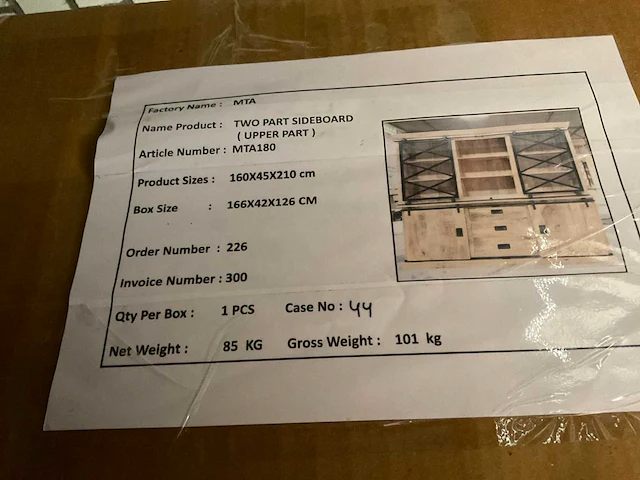 Factory Name : MTA
Name Product : TWO PART SIDEBOARD
( UPPER PART )
Article Number : MTA180
Product Sizes : 160X45X210 cm
Box Size : 166X42X126 CM
Order Number : 226
Invoice Number : 300
Qty Per Box : 1 PCS Case No : 44
Net Weight : 85 KG Gross Weight : 101 kg